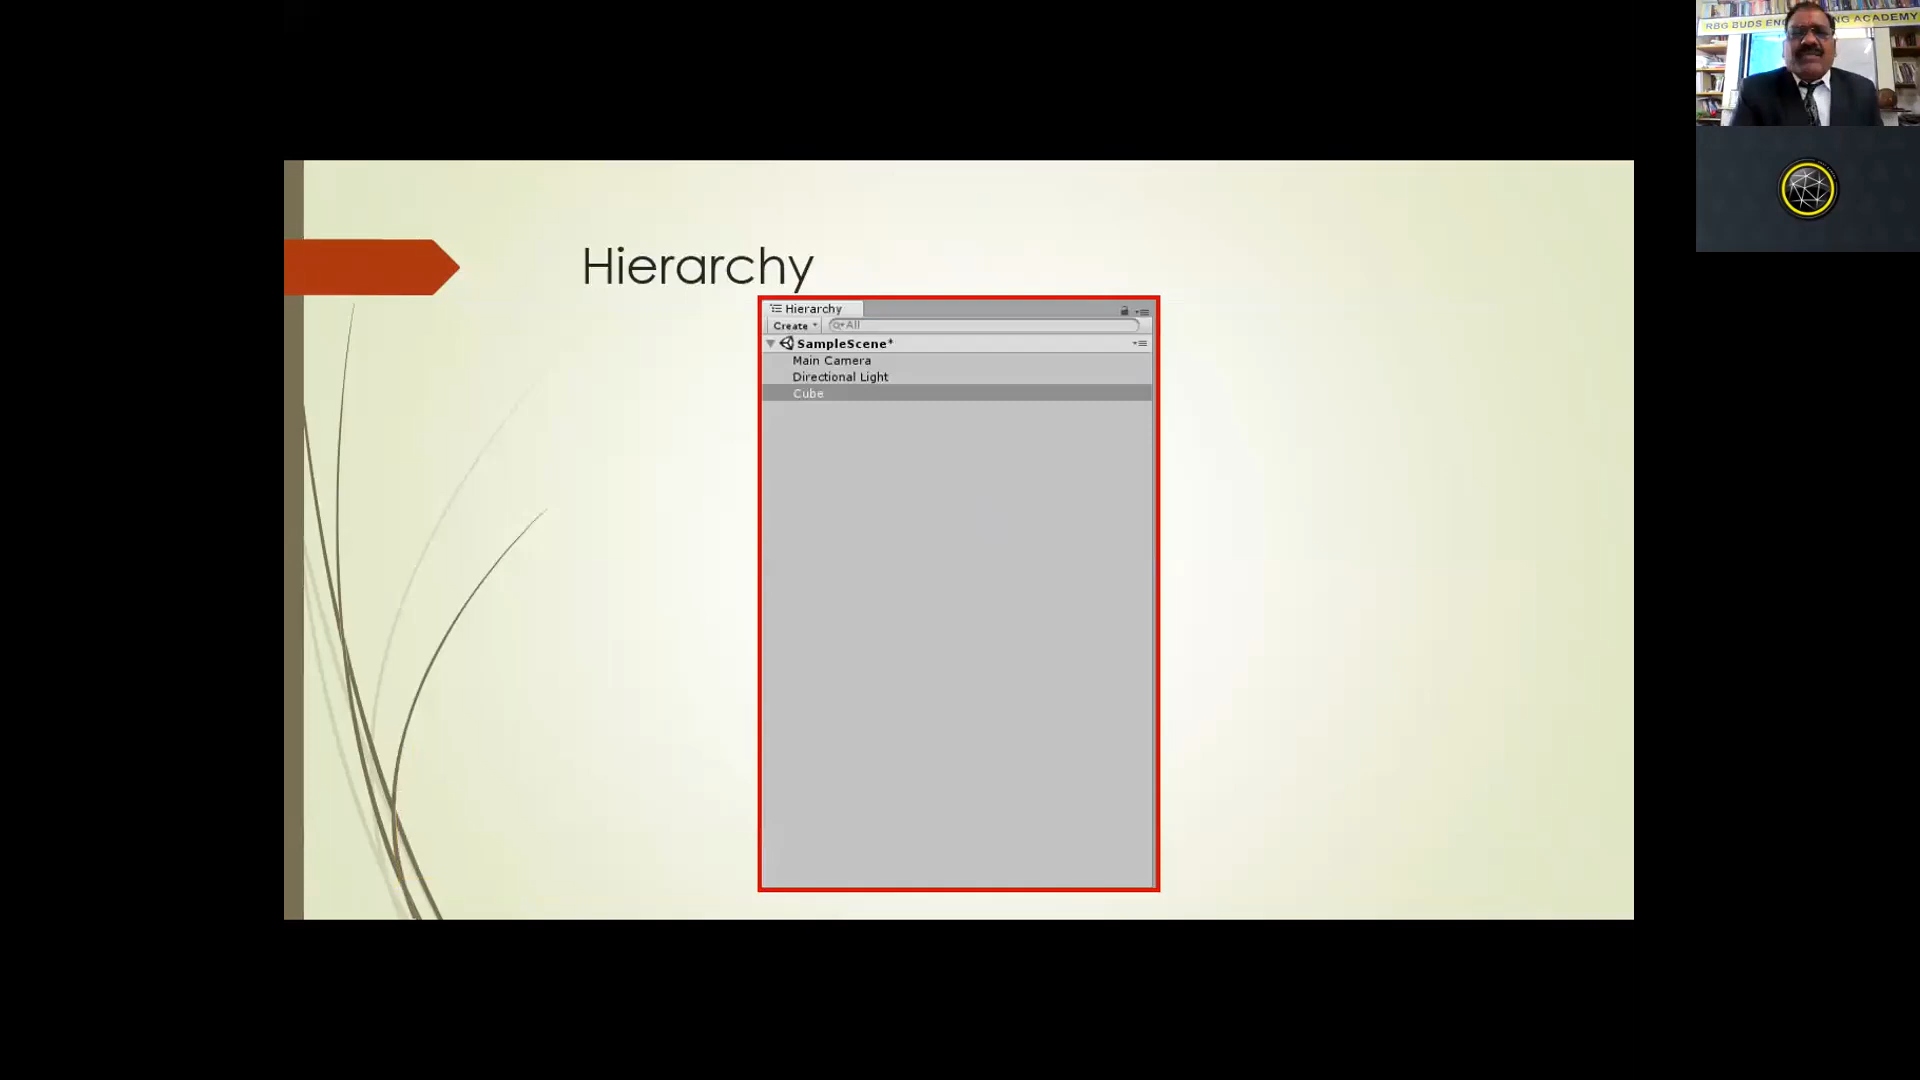 RBG BUDS ENG NG ACADEMY
Hierarchy
Hierarchy
Create
All
SampleScene*
Main Camera
Directional Light
Cube